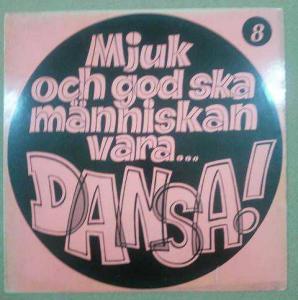 8
Mjuk
och god ska
människan
vara...
DANSA!